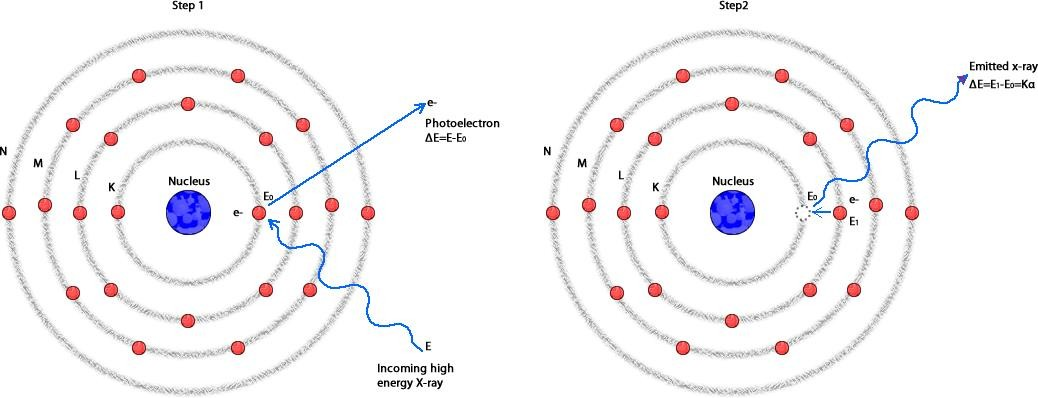 Step 1
e-
Photoelectron
ΔE=E-E₀
N
M
L
K
Nucleus
E₀
e-
E
Incoming high
energy X-ray
Step2
Emitted x-ray
ΔE=E₁-E₀=Kα
N
M
L
K
Nucleus
E₀
e-
E₁